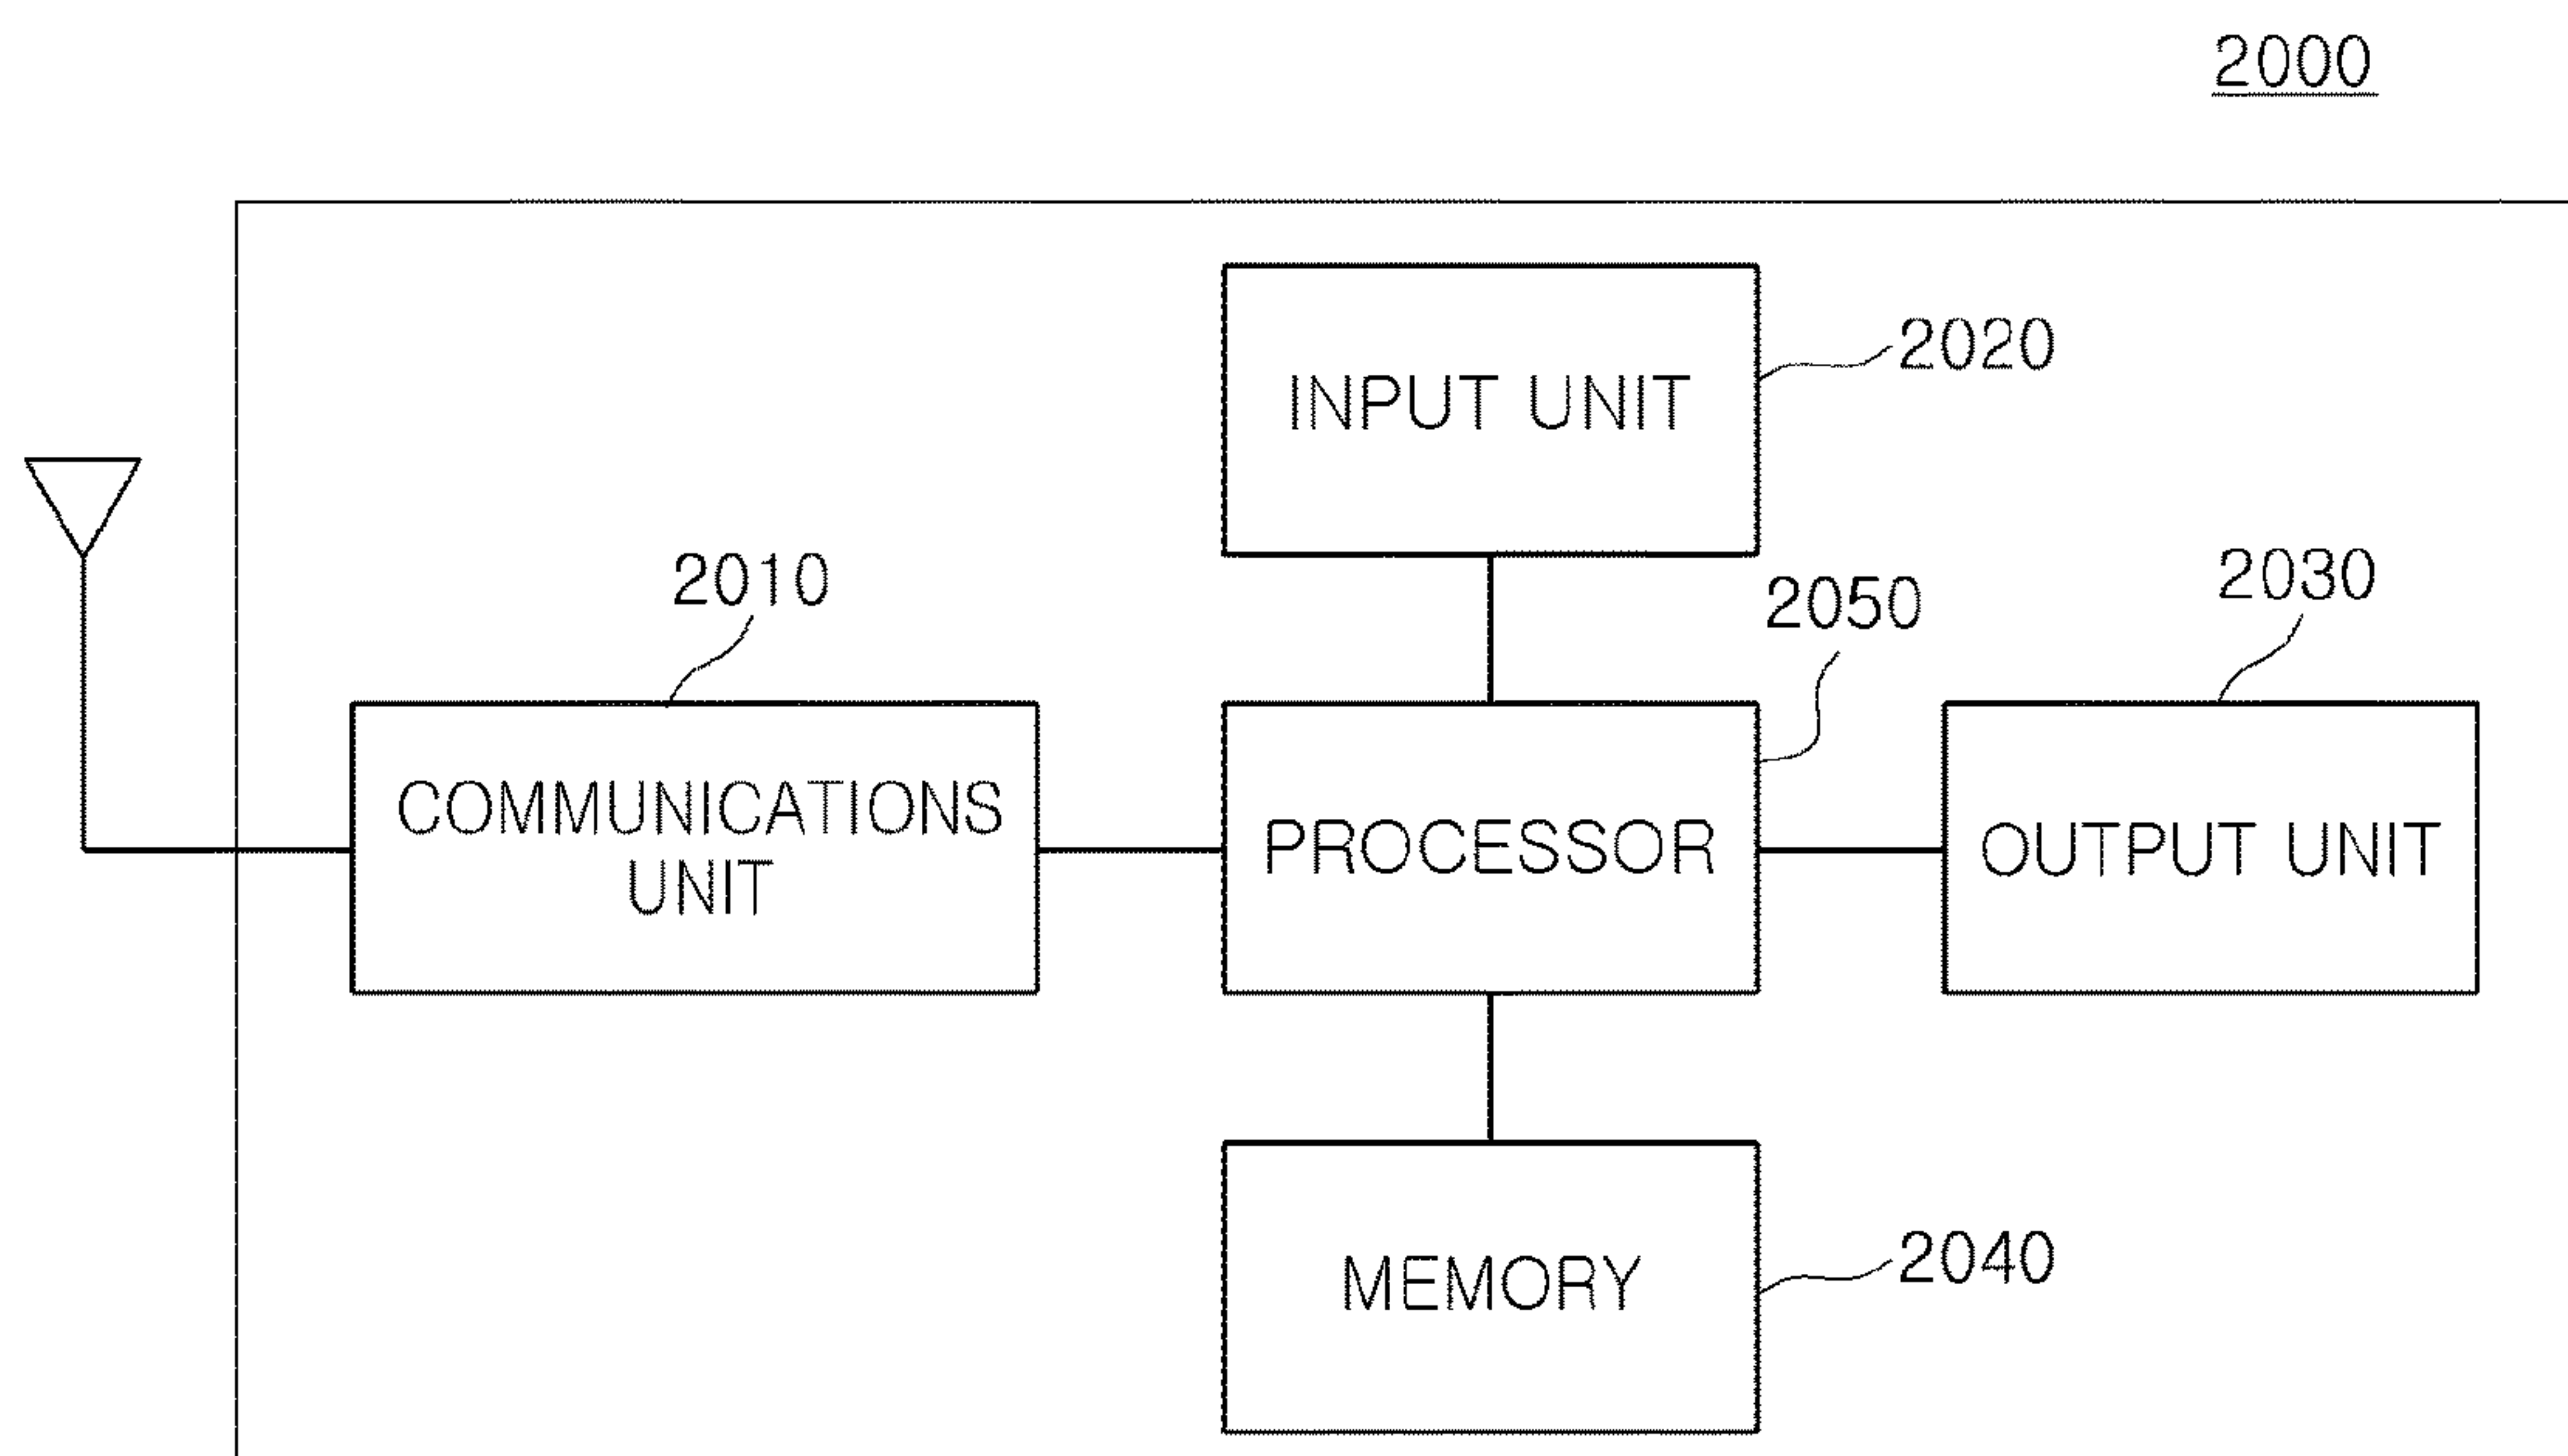 2000
INPUT UNIT
2020
2010
2050
2030
COMMUNICATIONS
UNIT
PROCESSOR
OUTPUT UNIT
MEMORY
2040